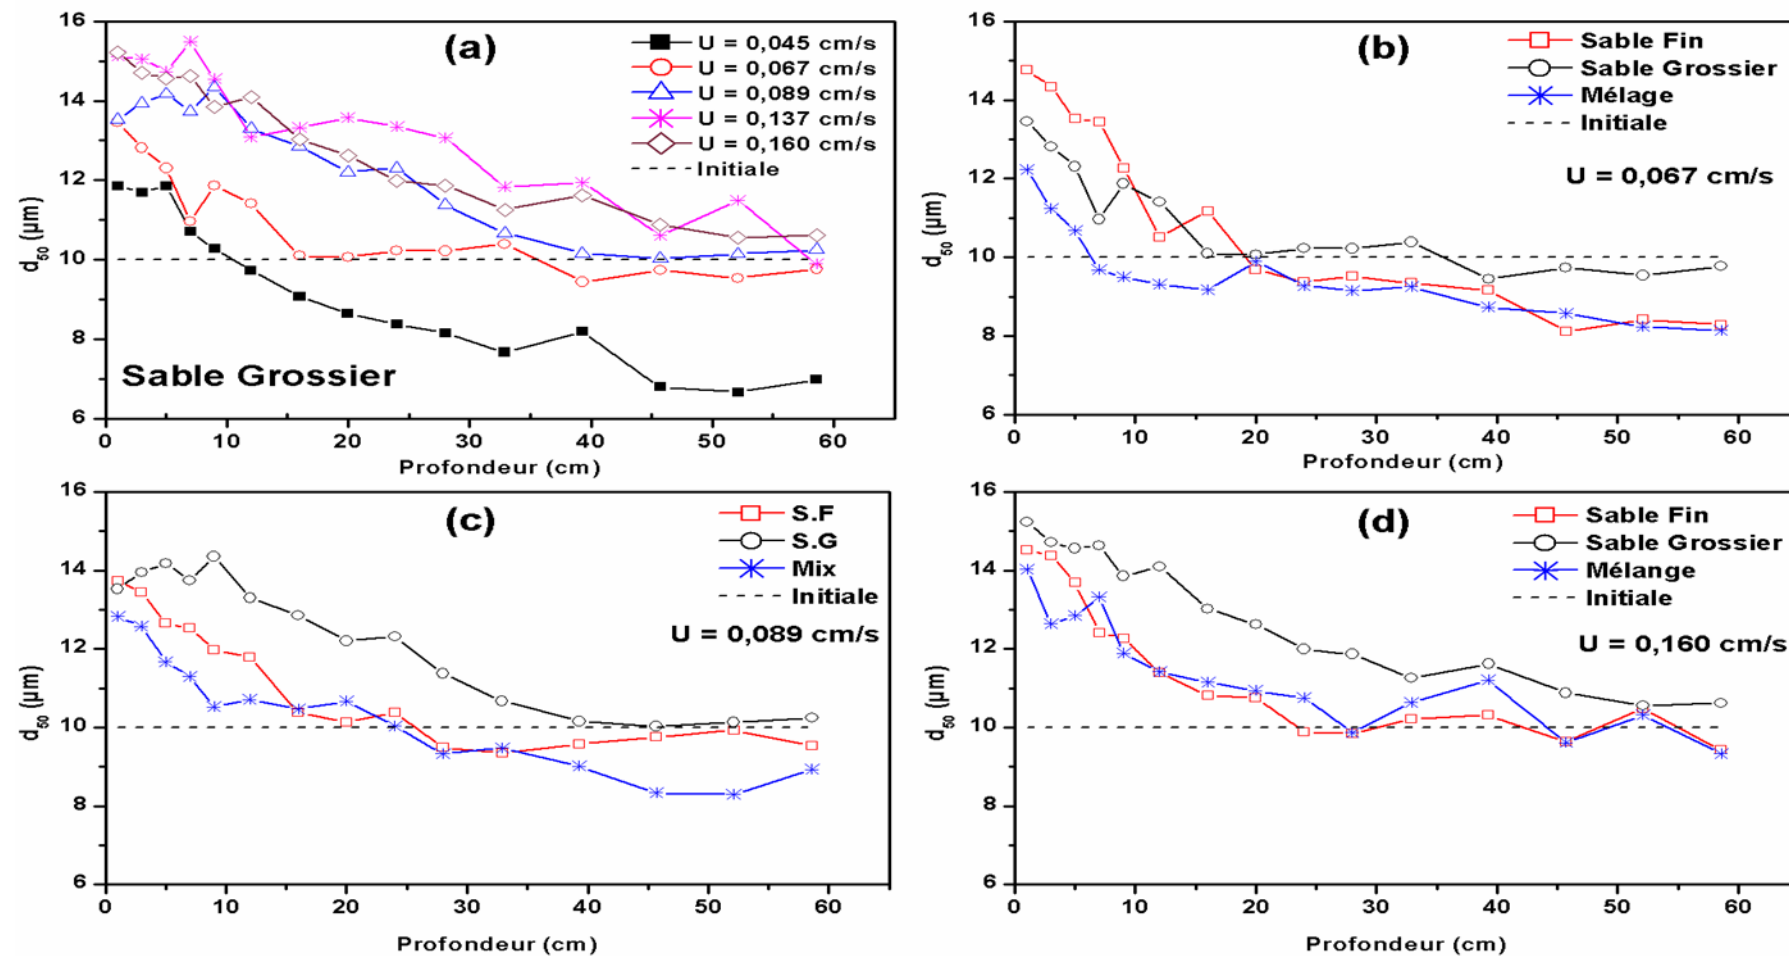 (a)
U = 0,045 cm/s
U = 0,067 cm/s
U = 0,089 cm/s
U = 0,137 cm/s
U = 0,160 cm/s
Initiale
Sable Grossier
16
14
12
10
8
6
d50 (µm)
0 10 20 30 40 50 60
Profondeur (cm)
(b)
Sable Fin
Sable Grossier
Mélage
Initiale
U = 0,067 cm/s
16
14
12
10
8
6
d50 (µm)
0 10 20 30 40 50 60
Profondeur (cm)
(c)
S.F
S.G
Mix
Initiale
U = 0,089 cm/s
16
14
12
10
8
6
d50 (µm)
0 10 20 30 40 50 60
Profondeur (cm)
(d)
Sable Fin
Sable Grossier
Mélange
Initiale
U = 0,160 cm/s
16
14
12
10
8
6
d50 (µm)
0 10 20 30 40 50 60
Profondeur (cm)